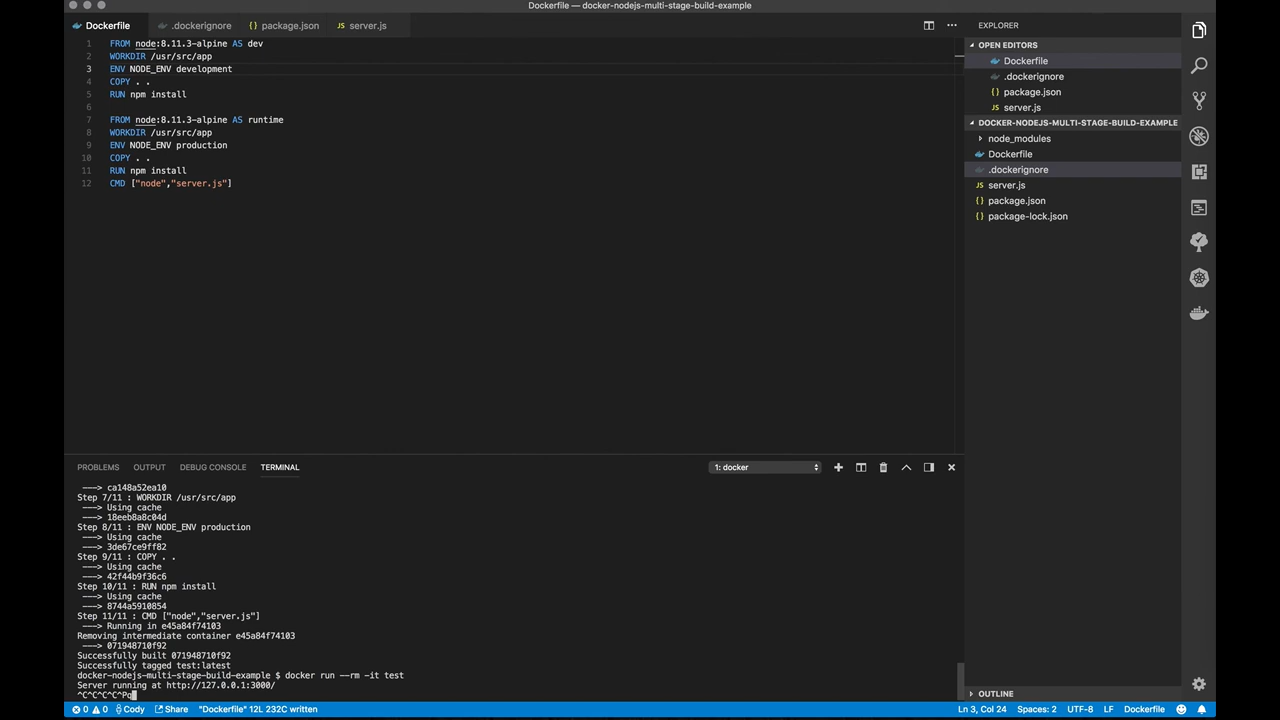 Dockerfile — docker-nodejs-multi-stage-build-example
Dockerfile
.dockerignore
package.json
server.js
1 FROM node:8.11.3-alpine AS dev
2 WORKDIR /usr/src/app
3 ENV NODE_ENV development
4 COPY . .
5 RUN npm install
6
7 FROM node:8.11.3-alpine AS runtime
8 WORKDIR /usr/src/app
9 ENV NODE_ENV production
10 COPY . .
11 RUN npm install
12 CMD ["node","server.js"]
EXPLORER
OPEN EDITORS
Dockerfile
.dockerignore
package.json
server.js
DOCKER-NODEJS-MULTI-STAGE-BUILD-EXAMPLE
node_modules
Dockerfile
.dockerignore
server.js
package.json
package-lock.json
OUTLINE
PROBLEMS OUTPUT DEBUG CONSOLE TERMINAL
1: docker
---> ca148a52ea10
Step 7/11 : WORKDIR /usr/src/app
---> Using cache
---> 18eeb8a8c04d
Step 8/11 : ENV NODE_ENV production
---> Using cache
---> 3de67ce9ff82
Step 9/11 : COPY . .
---> Using cache
---> 42f44b9f36c6
Step 10/11 : RUN npm install
---> Using cache
---> 8744a5910854
Step 11/11 : CMD ["node","server.js"]
---> Running in e45a84f74103
Removing intermediate container e45a84f74103
---> 071948710f92
Successfully built 071948710f92
Successfully tagged test:latest
docker-nodejs-multi-stage-build-example $ docker run --rm -it test
Server running at http://127.0.0.1:3000/
^C^C^C^C^Pq
0 0 Cody Share "Dockerfile" 12L 232C written
Ln 3, Col 24 Spaces: 2 UTF-8 LF Dockerfile